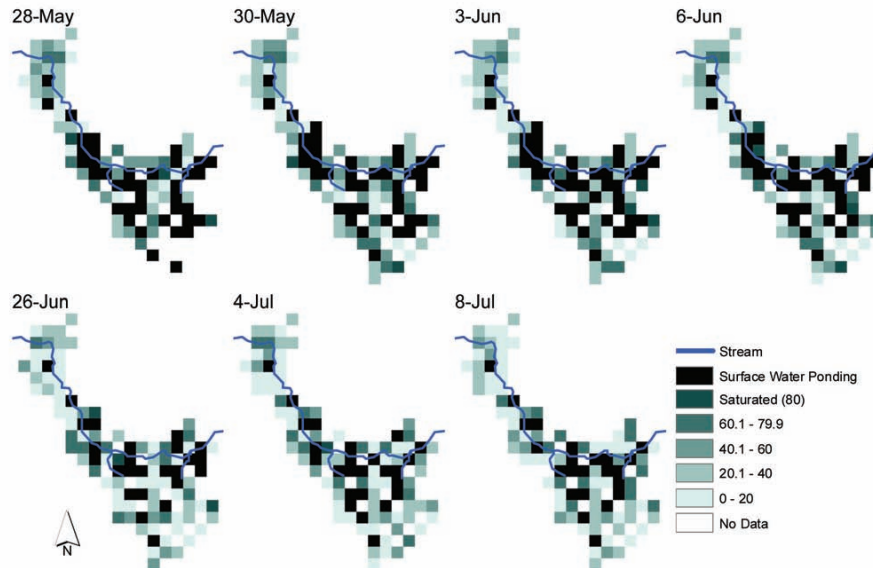 28-May
30-May
3-Jun
6-Jun
26-Jun
4-Jul
8-Jul
Stream
Surface Water Ponding
Saturated (80)
60.1 - 79.9
40.1 - 60
20.1 - 40
0 - 20
No Data
N